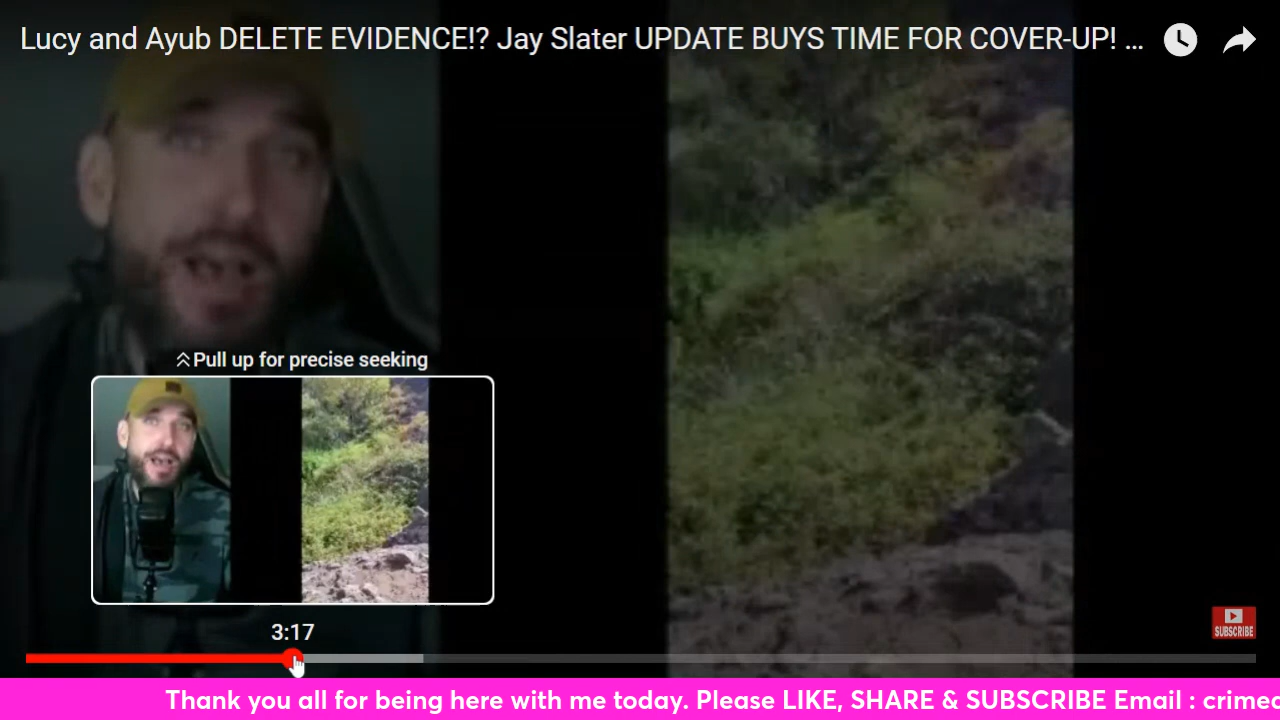 Lucy and Ayub DELETE EVIDENCE!? Jay Slater UPDATE BUYS TIME FOR COVER-UP! ...
Pull up for precise seeking
3:17
SUBSCRIBE
Thank you all for being here with me today. Please LIKE, SHARE & SUBSCRIBE Email : crimec